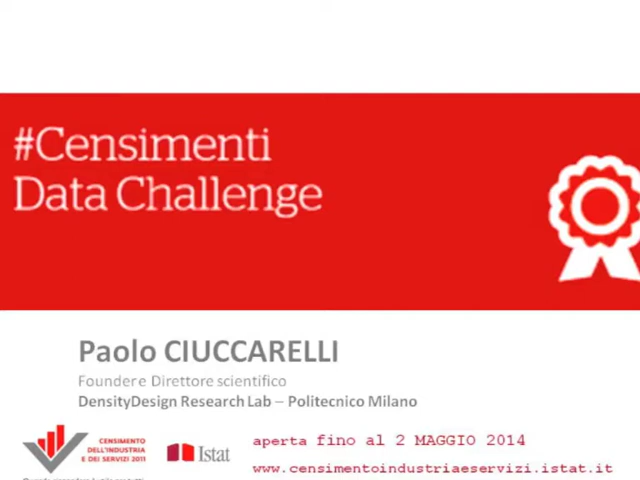 #Censimenti
Data Challenge
Paolo CIUCCARELLI
Founder e Direttore scientifico
DensityDesign Research Lab – Politecnico Milano
CENSIMENTO
DELL'INDUSTRIA
E DEI SERVIZI 2011
Istat
aperta fino al 2 MAGGIO 2014
www.censimentoindustriaeservizi.istat.it